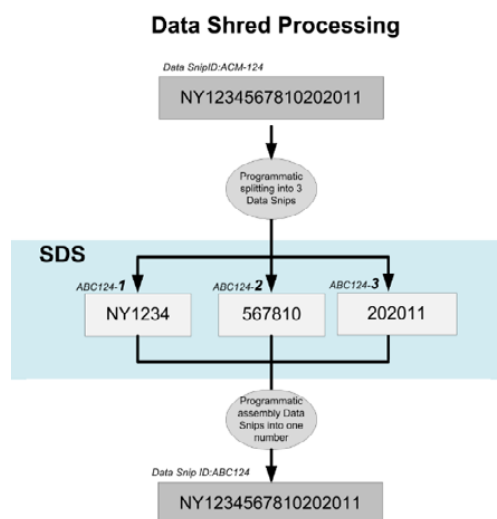 Data Shred Processing
Data SnipID:ACM-124
NY1234567810202011
Programmatic
splitting into 3
Data Snips
SDS
ABC124-1
ABC124-2
ABC124-3
NY1234
567810
202011
Programmatic
assembly Data
Snips into one
number
Data Snip ID:ABC124
NY1234567810202011